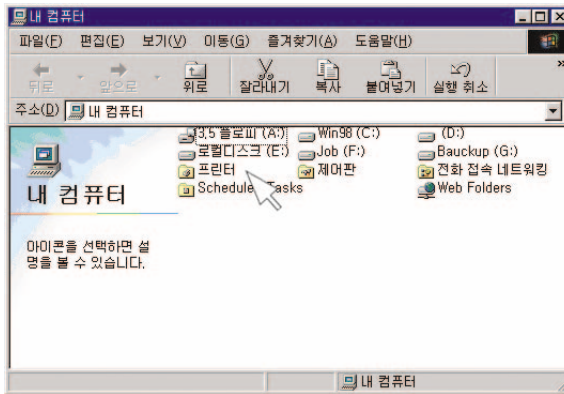 내 컴퓨터
파일(F) 편집(E) 보기(V) 이동(G) 즐겨찾기(A) 도움말(H)
뒤로 앞으로 위로 잘라내기 복사 붙여넣기 실행 취소 »
주소(D) 내 컴퓨터
3,5 플로피 (A:) Win98 (C:) (D:)
로컬디스크 (E:) Job (F:) Bauckup (G:)
프린터 제어판 전화 접속 네트워킹
Schedule Tasks Web Folders
내 컴퓨터
아이콘을 선택하면 설
명을 볼 수 있습니다.
내 컴퓨터